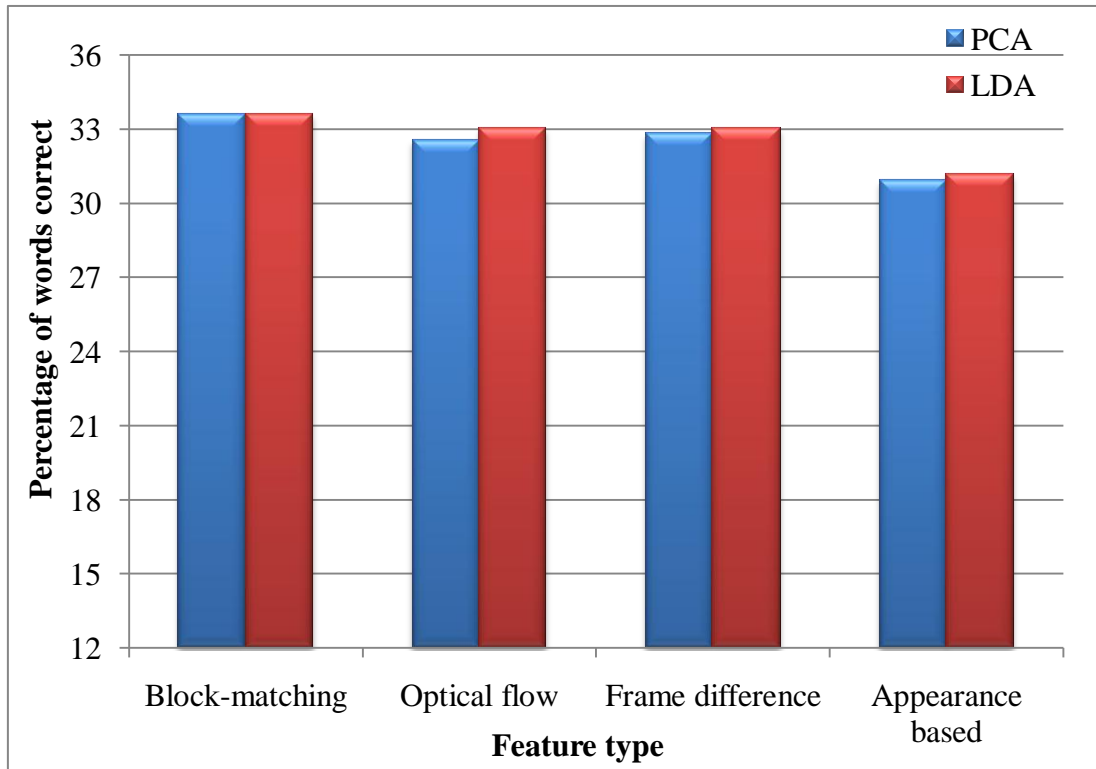 PCA
LDA
36
33
30
27
24
21
18
15
12
Percentage of words correct
Block-matching
Optical flow
Frame difference
Appearance
based
Feature type